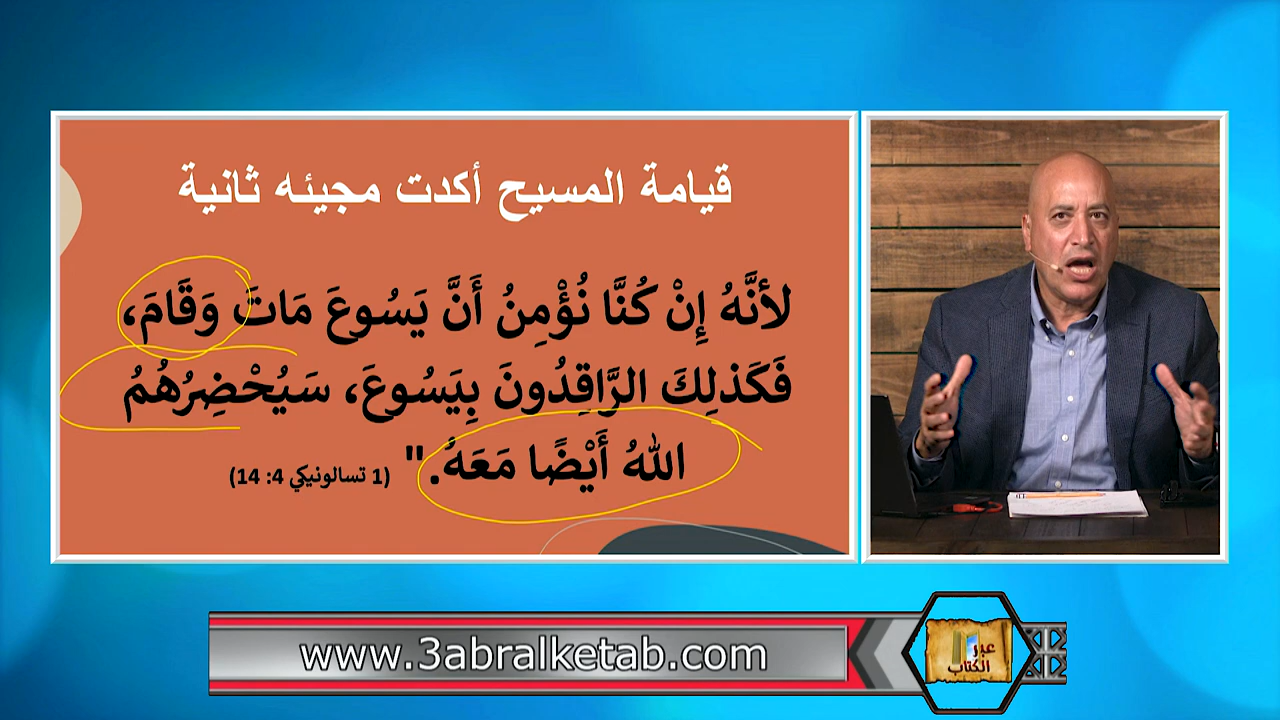 قيامة المسيح أكدت مجيئه ثانية
لأنَّهُ إِنْ كُنَّا نُؤْمِنُ أَنَّ يَسُوعَ مَاتَ وَقَامَ،
فَكَذلِكَ الرَّاقِدُونَ بِيَسُوعَ، سَيُحْضِرُهُمُ
اللهُ أَيْضًا مَعَهُ." (1 تسالونيكي 4: 14)
www.3abralketab.com
عبر
الكتاب